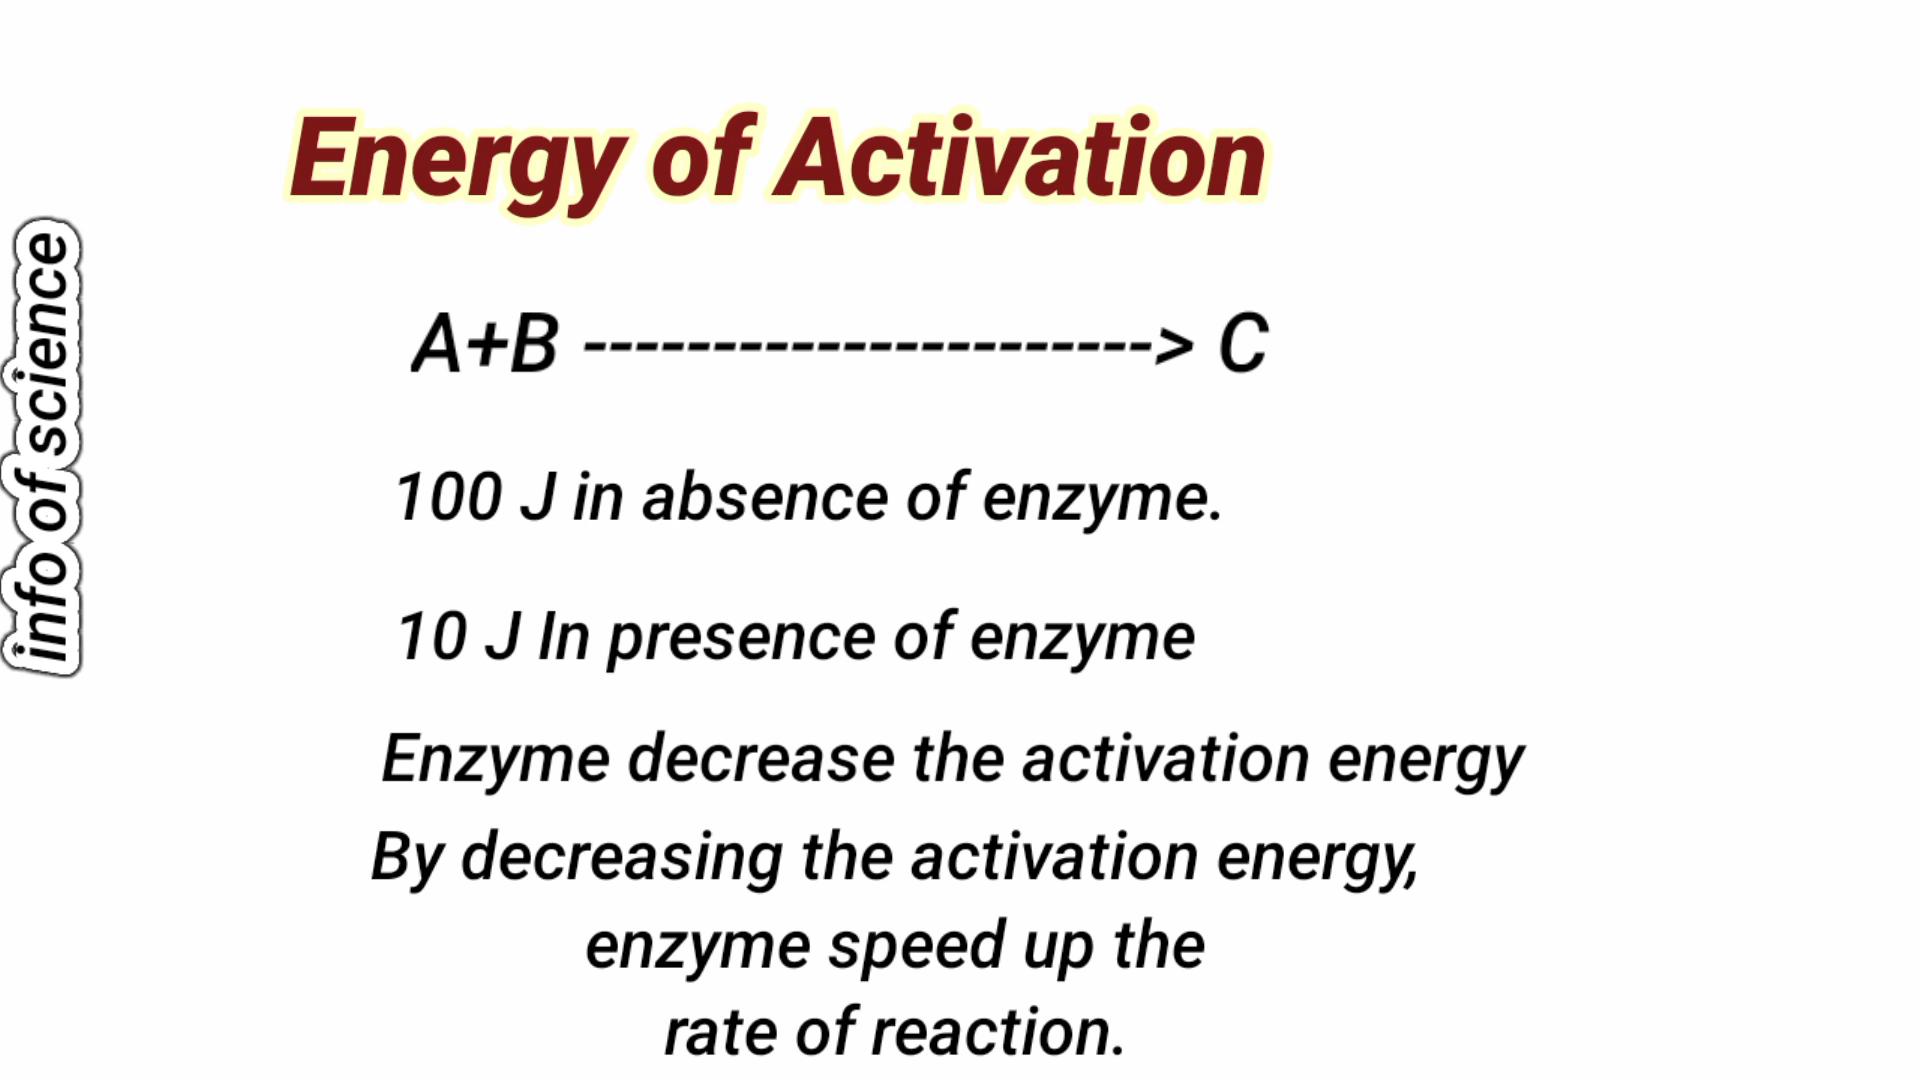 Energy of Activation
info of science
A+B ----------------------> C
100 J in absence of enzyme.
10 J In presence of enzyme
Enzyme decrease the activation energy
By decreasing the activation energy,
enzyme speed up the
rate of reaction.